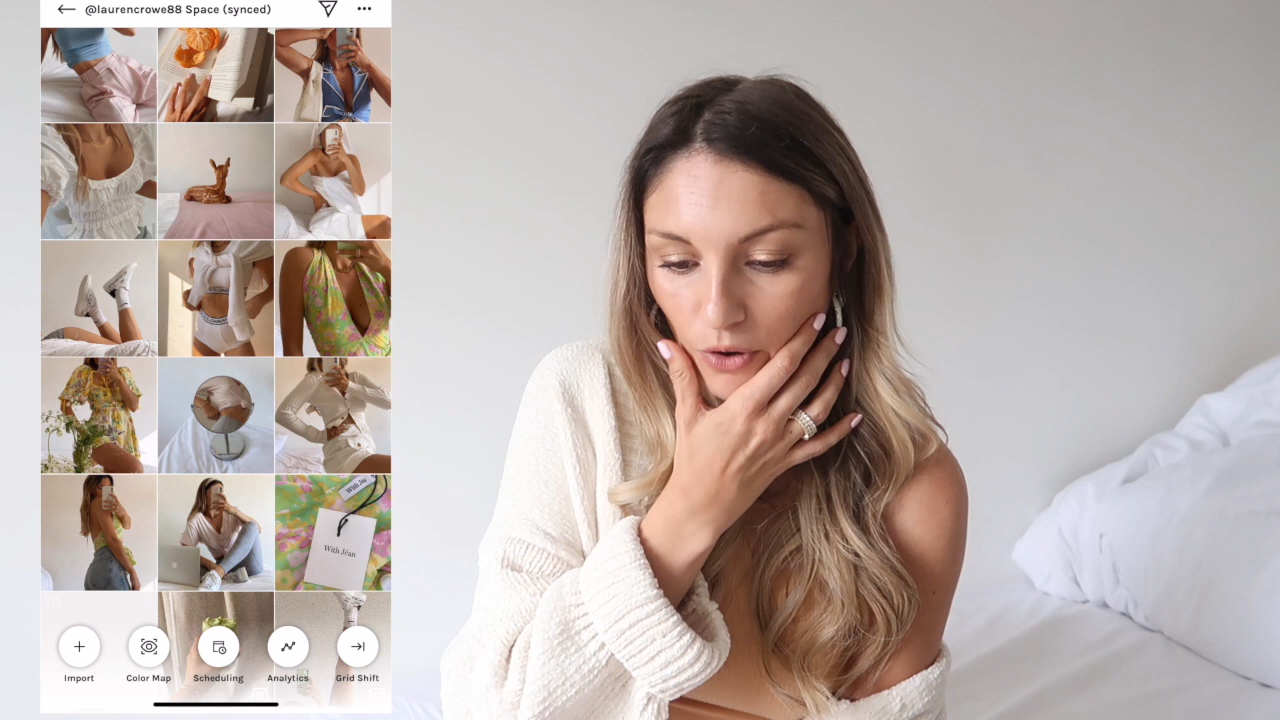 @laurencrowe88 Space (synced)
With Jéan
Import
Color Map
Scheduling
Analytics
Grid Shift